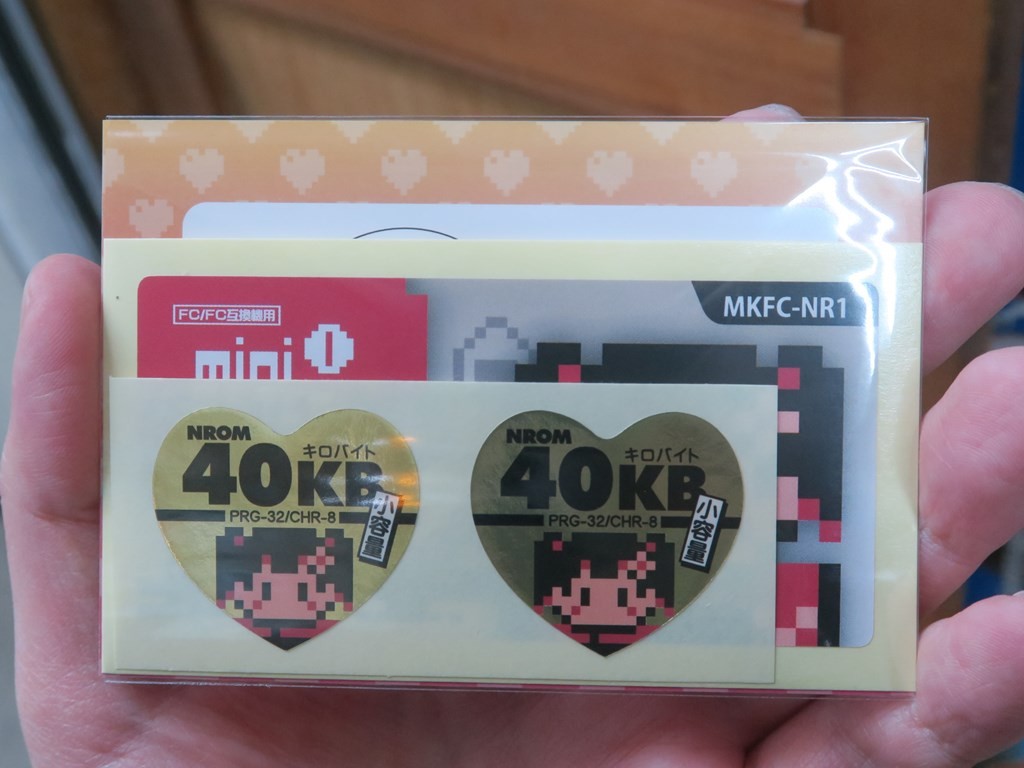 FC/FC互換機用
MKFC-NR1
mini
NROM
キロバイト
40KB
PRG-32/CHR-8
小容量
NROM
キロバイト
40KB
PRG-32/CHR-8
小容量